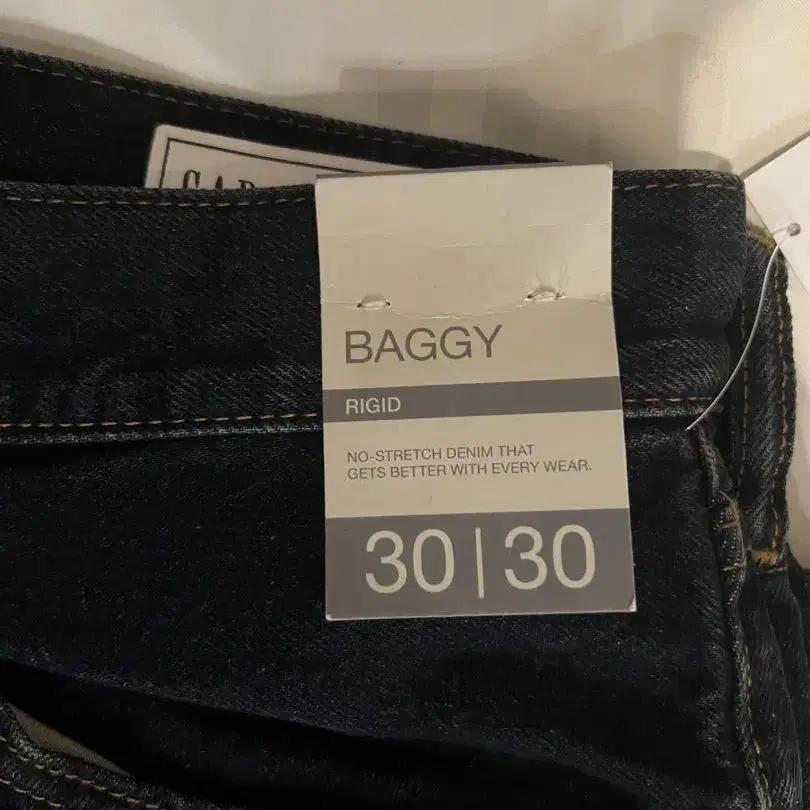 BAGGY
RIGID
NO-STRETCH DENIM THAT
GETS BETTER WITH EVERY WEAR.
30 | 30